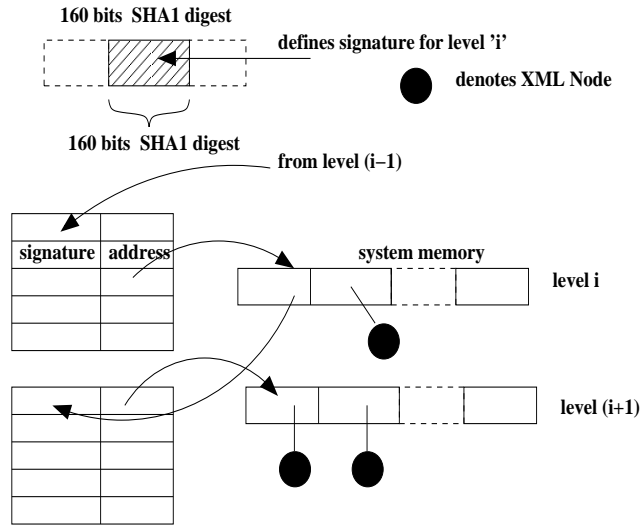 160 bits  SHA1 digest
defines signature for level 'i'
denotes XML Node
160 bits  SHA1 digest
from level (i−1)
signature
address
system memory
level i
level (i+1)